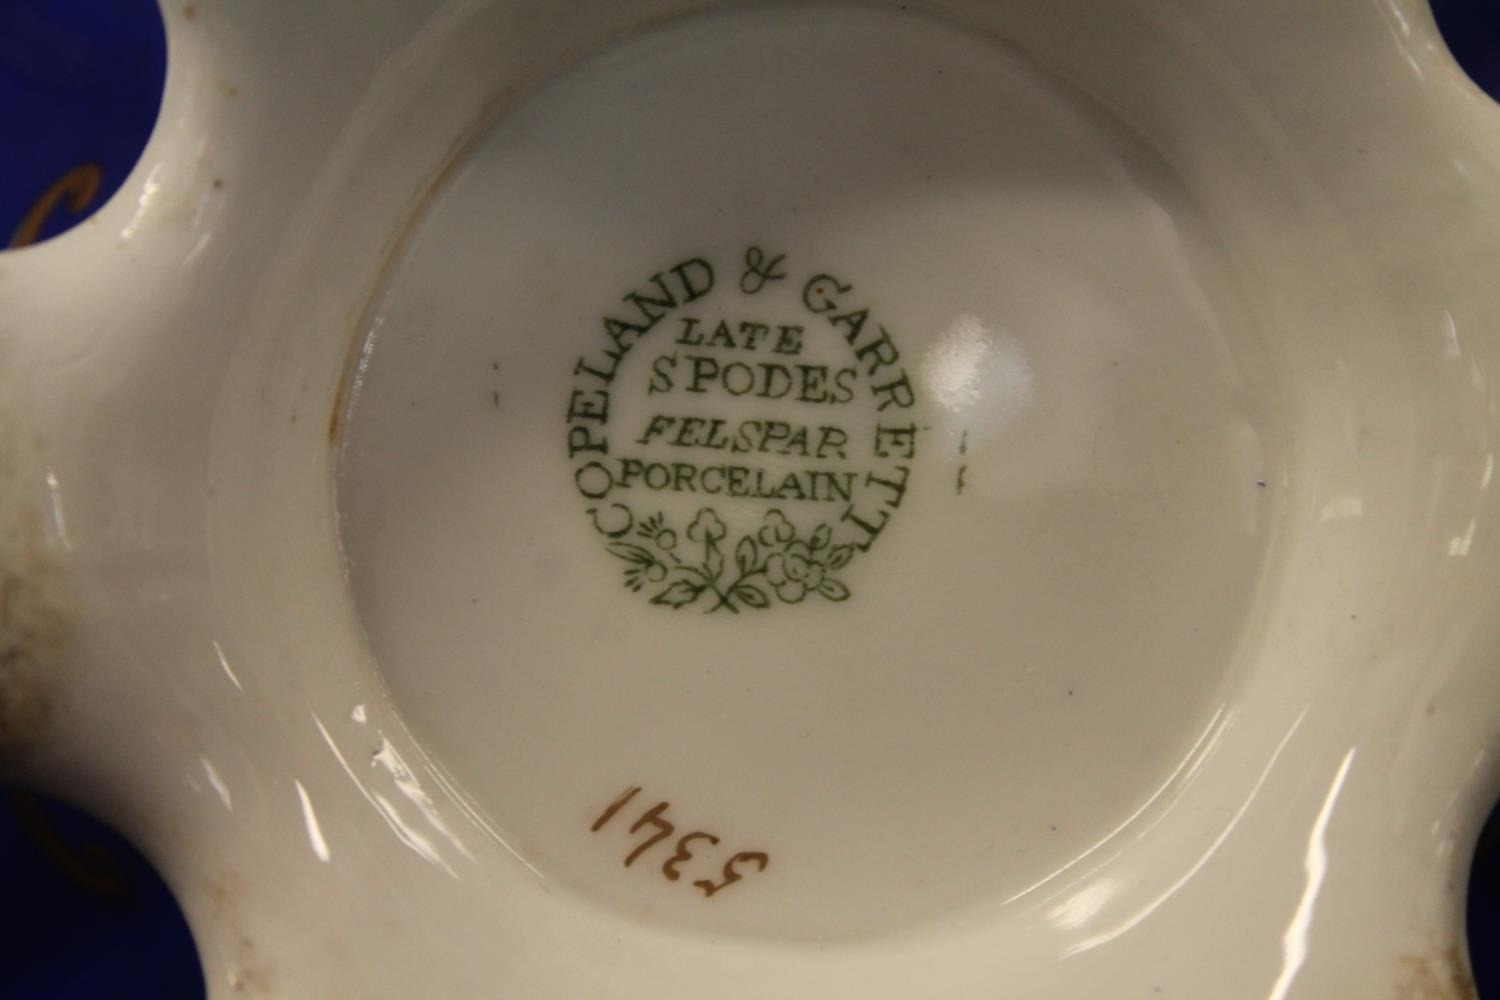 COPELAND & GARRETT
LATE
SPODES
FELSPAR
PORCELAIN
5341